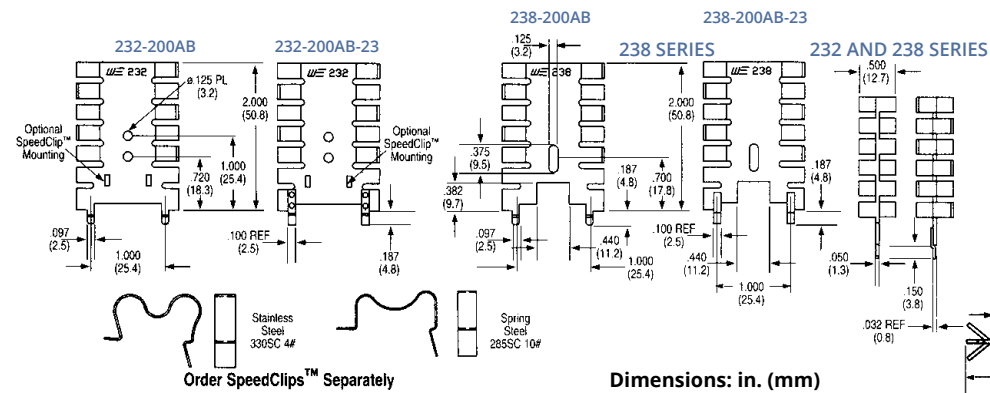 238-200AB
238-200AB-23
232-200AB
232-200AB-23
238 SERIES
232 AND 238 SERIES
232
ø.125 PL
(3.2)
Optional
SpeedClip™
Mounting
2.000
(50.8)
1.000
(25.4)
.720
(18.3)
.097
(2.5)
1.000
(25.4)
232
Optional
SpeedClip™
Mounting
.100 REF
(2.5)
.187
(4.8)
.125
(3.2)
238
2.000
(50.8)
.375
(9.5)
.382
(9.7)
.187
(4.8)
.700
(17.8)
.097
(2.5)
.440
(11.2)
1.000
(25.4)
238
.187
(4.8)
.100 REF
(2.5)
.440
(11.2)
1.000
(25.4)
.500
(12.7)
.050
(1.3)
.150
(3.8)
.032 REF
(0.8)
Stainless
Steel
330SC 4#
Spring
Steel
285SC 10#
Order SpeedClips™ Separately
Dimensions: in. (mm)